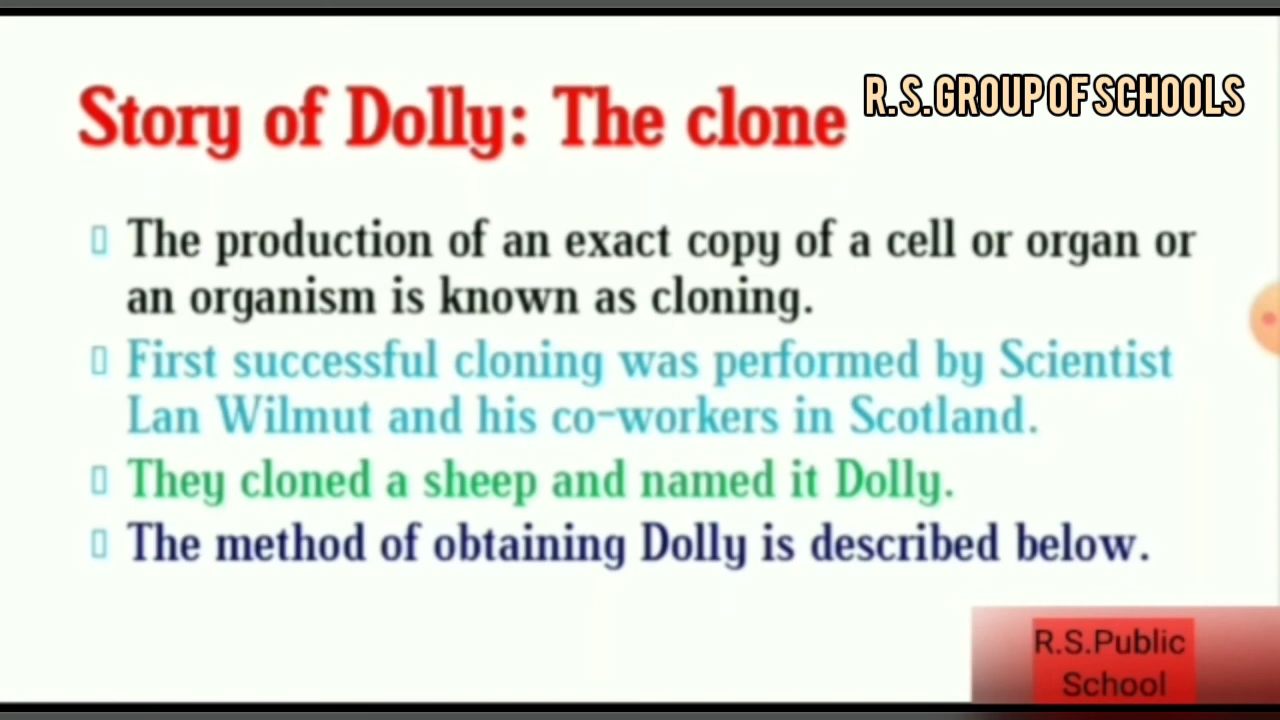 Story of Dolly: The clone
R.S.GROUP OF SCHOOLS
The production of an exact copy of a cell or organ or
an organism is known as cloning.
First successful cloning was performed by Scientist
Lan Wilmut and his co-workers in Scotland.
They cloned a sheep and named it Dolly.
The method of obtaining Dolly is described below.
R.S.Public
School